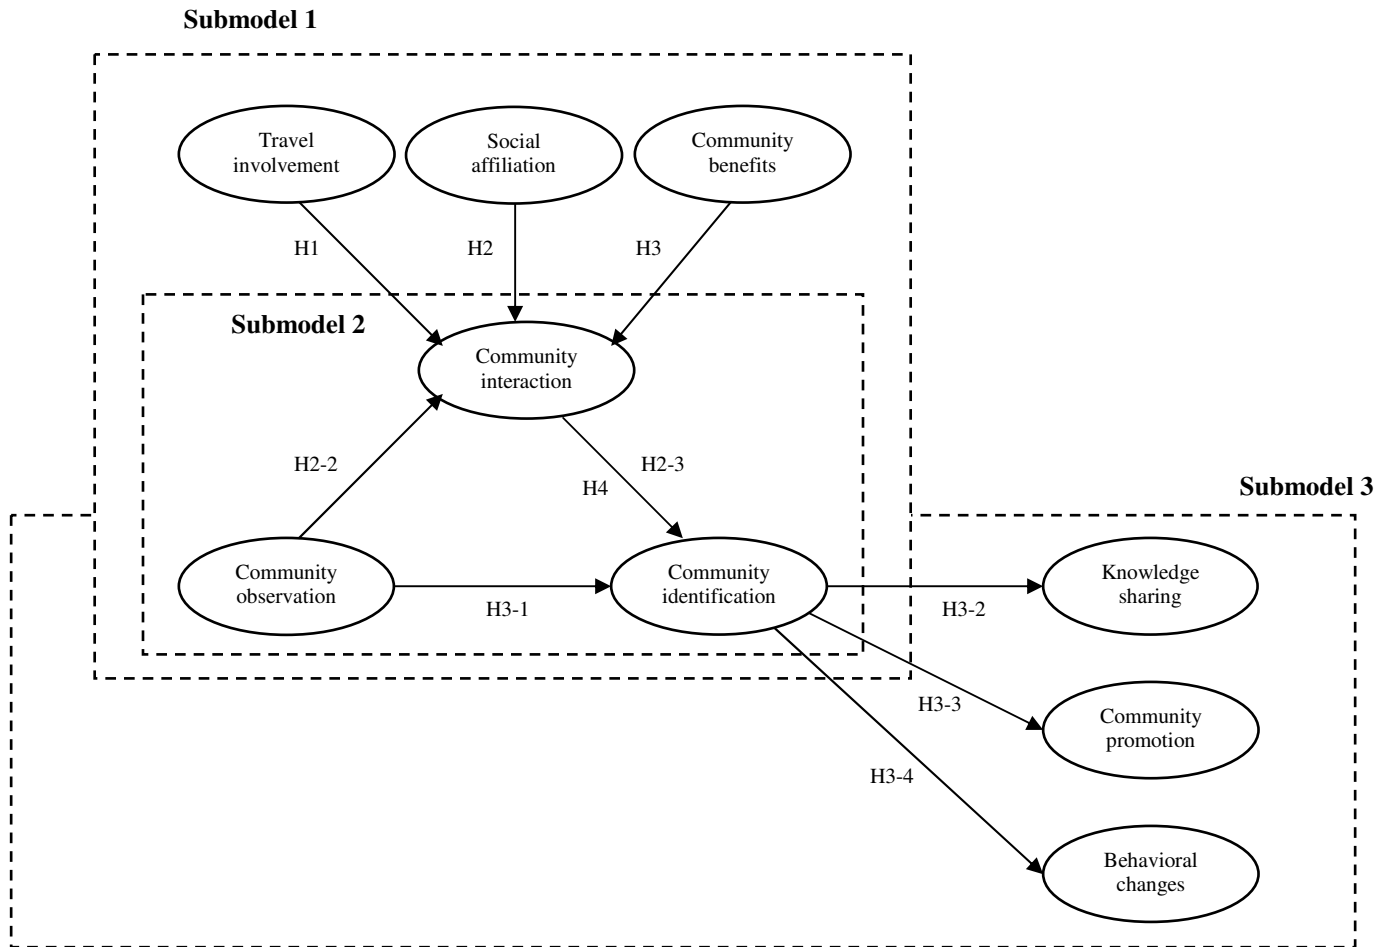 Submodel 1
Travel
involvement
Social
affiliation
Community
benefits
H1
H2
H3
Submodel 2
Community
interaction
H2-2
H2-3
H4
Submodel 3
Community
observation
H3-1
Community
identification
H3-2
Knowledge
sharing
H3-3
Community
promotion
H3-4
Behavioral
changes